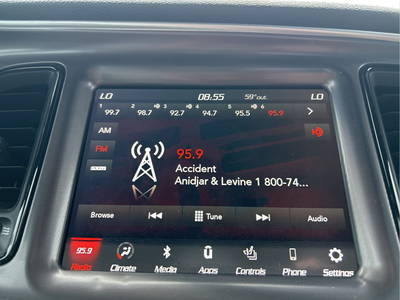 LO 08:55 59°out. LO
1 2 3 4 5 6
99.7 98.7 92.7 94.7 95.5 95.9
AM
FM
95.9
Accident
Anidjar & Levine 1 800-74...
Browse Tune Audio
95.9
Radio Climate Media Apps Controls Phone Settings